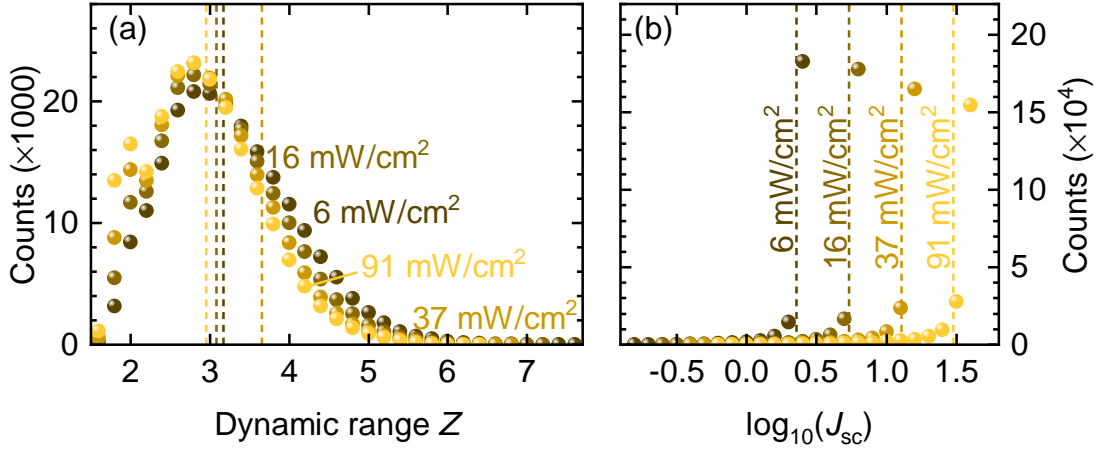 (a)
Counts (×1000)
20
10
0
16 mW/cm²
6 mW/cm²
91 mW/cm²
37 mW/cm²
2 3 4 5 6 7
Dynamic range Z
(b)
6 mW/cm²
16 mW/cm²
37 mW/cm²
91 mW/cm²
20
15
10
5
0
Counts (×10⁴)
-0.5 0.0 0.5 1.0 1.5
log₁₀(Jsc)